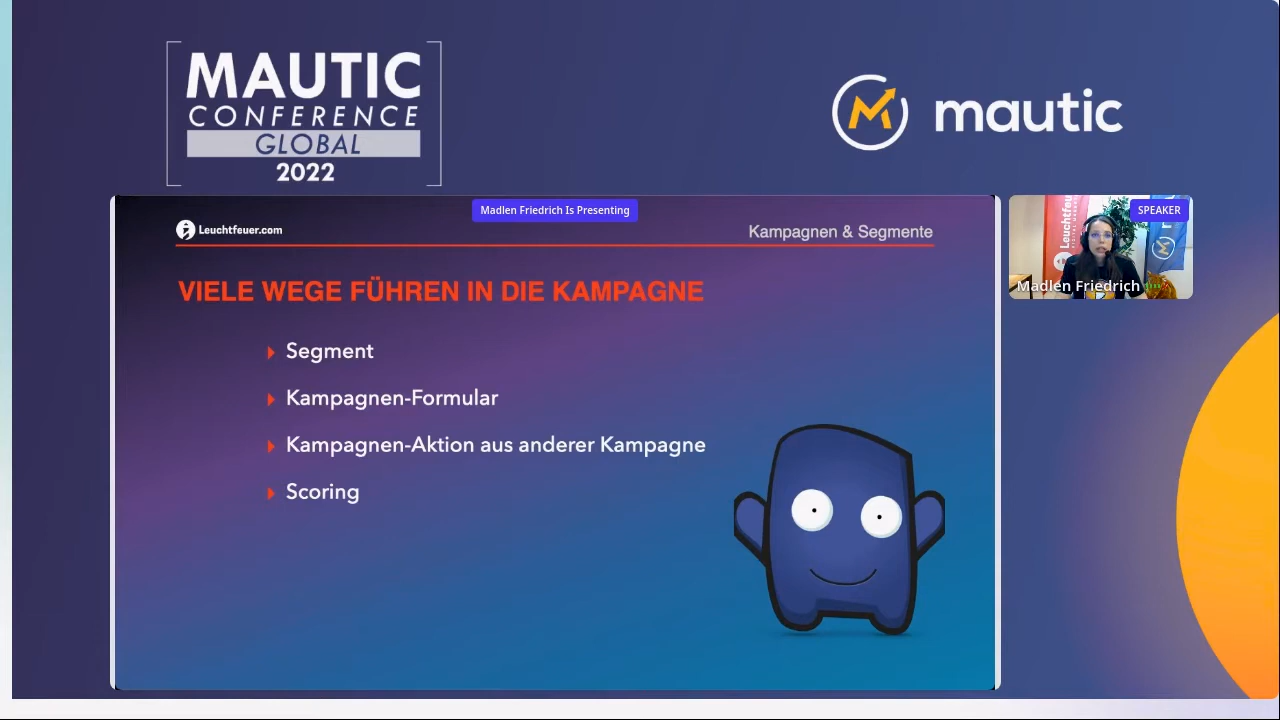 MAUTIC
CONFERENCE
GLOBAL
2022
mautic
Madlen Friedrich Is Presenting
Leuchtfeuer.com
Kampagnen & Segmente
VIELE WEGE FÜHREN IN DIE KAMPAGNE
Segment
Kampagnen-Formular
Kampagnen-Aktion aus anderer Kampagne
Scoring
SPEAKER
Leuchtfeuer
Madlen Friedrich